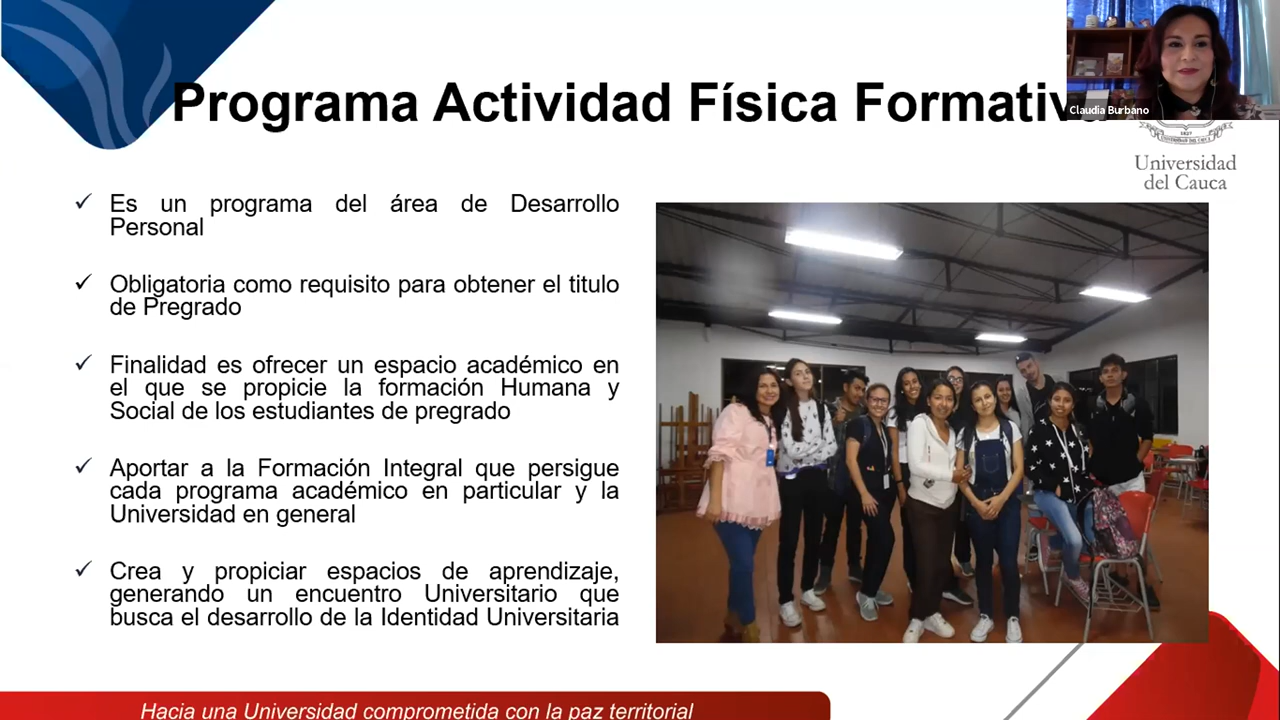 Programa Actividad Física Formativa
Claudia Burbano
Universidad
del Cauca
Es un programa del área de Desarrollo
Personal
Obligatoria como requisito para obtener el titulo
de Pregrado
Finalidad es ofrecer un espacio académico en
el que se propicie la formación Humana y
Social de los estudiantes de pregrado
Aportar a la Formación Integral que persigue
cada programa académico en particular y la
Universidad en general
Crea y propiciar espacios de aprendizaje,
generando un encuentro Universitario que
busca el desarrollo de la Identidad Universitaria
Hacia una Universidad comprometida con la paz territorial